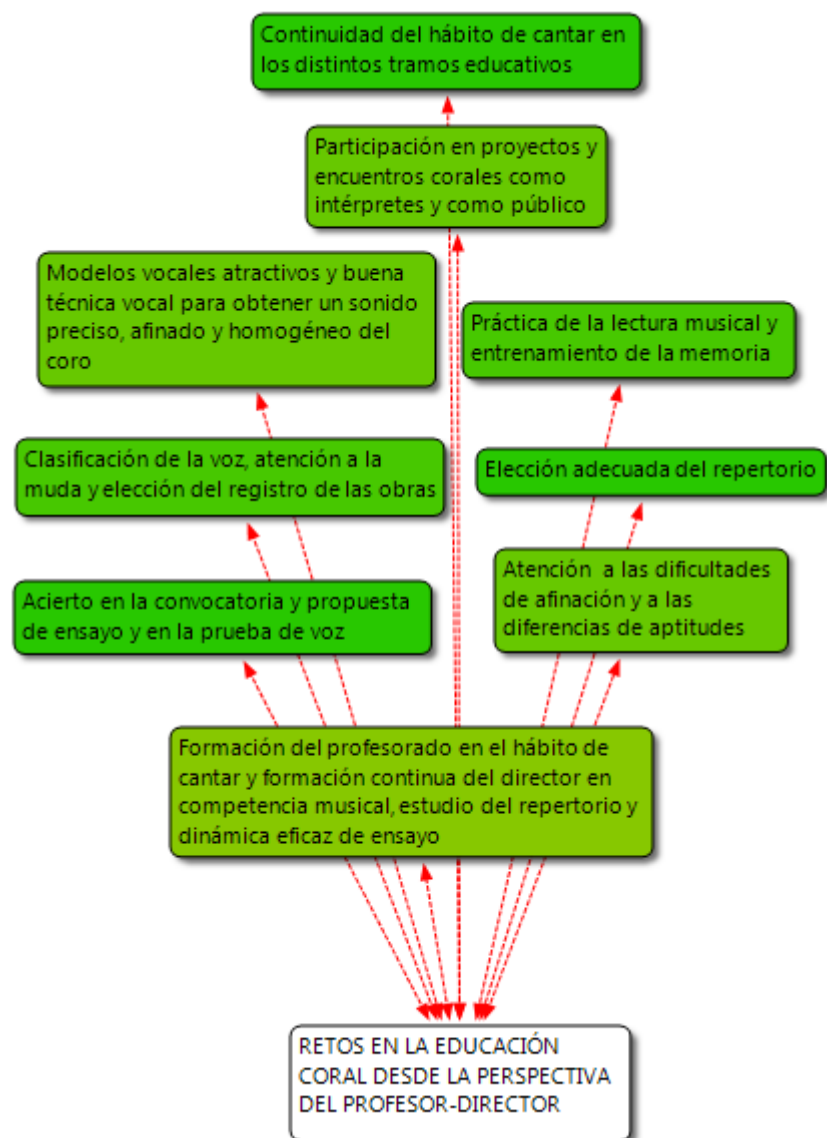 Continuidad del hábito de cantar en
los distintos tramos educativos
Participación en proyectos y
encuentros corales como
intérpretes y como público
Modelos vocales atractivos y buena
técnica vocal para obtener un sonido
preciso, afinado y homogéneo del
coro
Práctica de la lectura musical y
entrenamiento de la memoria
Clasificación de la voz, atención a la
muda y elección del registro de las obras
Elección adecuada del repertorio
Atención a las dificultades
de afinación y a las
diferencias de aptitudes
Acierto en la convocatoria y propuesta
de ensayo y en la prueba de voz
Formación del profesorado en el hábito de
cantar y formación continua del director en
competencia musical, estudio del repertorio y
dinámica eficaz de ensayo
RETOS EN LA EDUCACIÓN
CORAL DESDE LA PERSPECTIVA
DEL PROFESOR-DIRECTOR